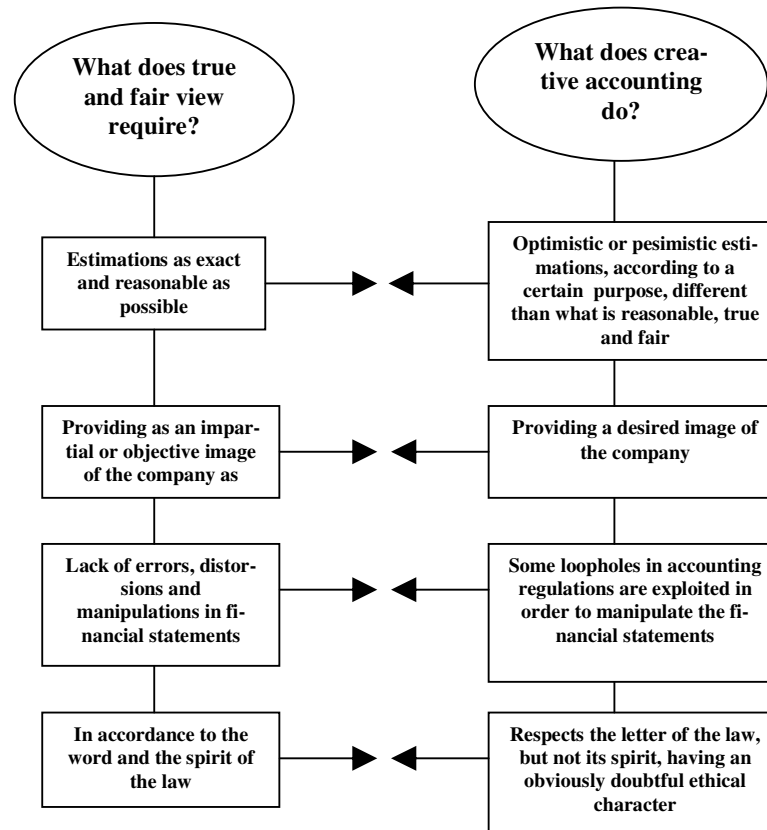 What does true
and fair view
require?
What does crea-
tive accounting
do?
Estimations as exact
and reasonable as
possible
Optimistic or pesimistic esti-
mations, according to a
certain purpose, different
than what is reasonable, true
and fair
Providing as an impar-
tial or objective image
of the company as
Providing a desired image of
the company
Lack of errors, distor-
sions and
manipulations in fi-
nancial statements
Some loopholes in accounting
regulations are exploited in
order to manipulate the fi-
nancial statements
In accordance to the
word and the spirit of
the law
Respects the letter of the law,
but not its spirit, having an
obviously doubtful ethical
character